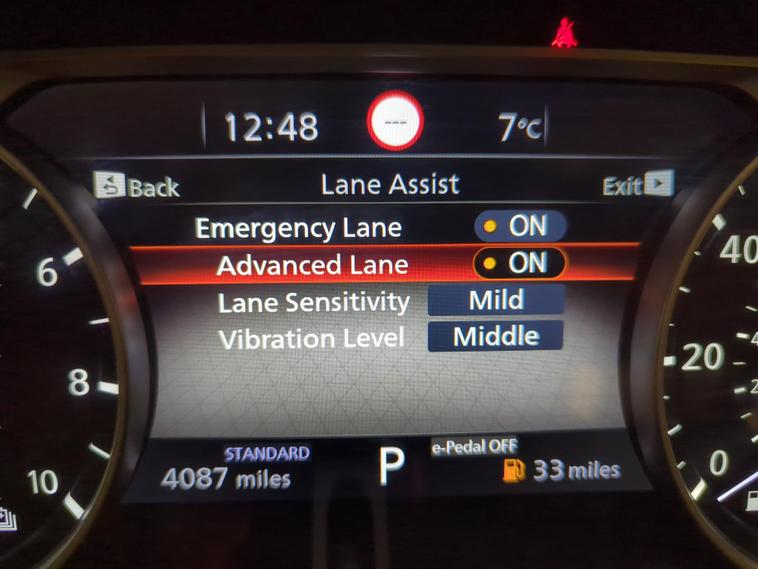 12:48 --- 7°C
Back Lane Assist Exit
Emergency Lane ON
Advanced Lane ON
Lane Sensitivity Mild
Vibration Level Middle
STANDARD e-Pedal OFF
4087 miles P 33 miles
6
8
10
40
20
0